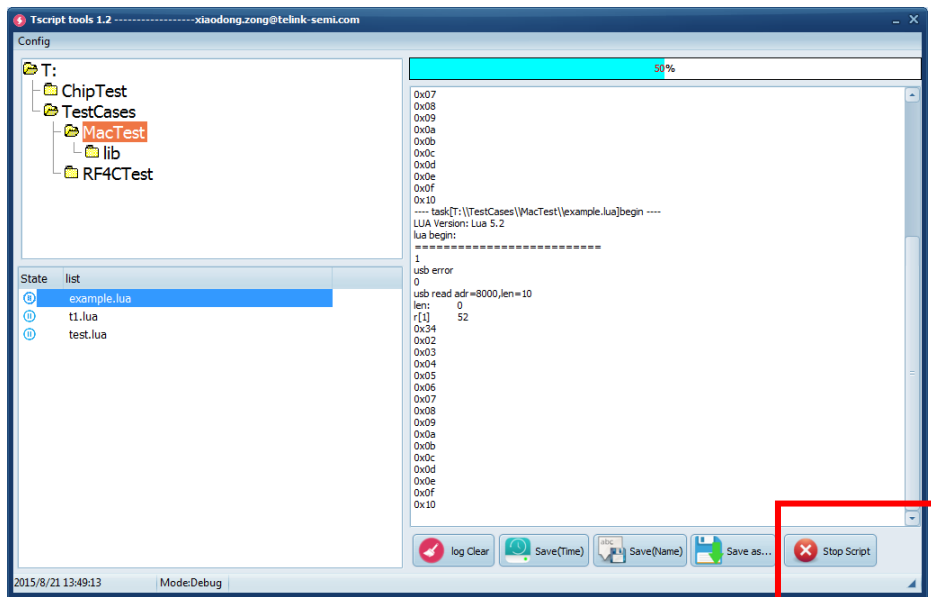 Tscript tools 1.2 ------------------xiaodong.zong@telink-semi.com
Config
T:
ChipTest
TestCases
MacTest
lib
RF4CTest
State list
example.lua
t1.lua
test.lua
50%
0x07
0x08
0x09
0x0a
0x0b
0x0c
0x0d
0x0e
0x0f
0x10
---- task[T:\\TestCases\\MacTest\\example.lua]begin ----
LUA Version: Lua 5.2
lua begin:
==========================
1
usb error
0
usb read adr=8000,len=10
len: 0
r[1] 52
0x34
0x02
0x03
0x04
0x05
0x06
0x07
0x08
0x09
0x0a
0x0b
0x0c
0x0d
0x0e
0x0f
0x10
log Clear
Save(Time)
abc
Save(Name)
Save as...
Stop Script
2015/8/21 13:49:13 Mode:Debug